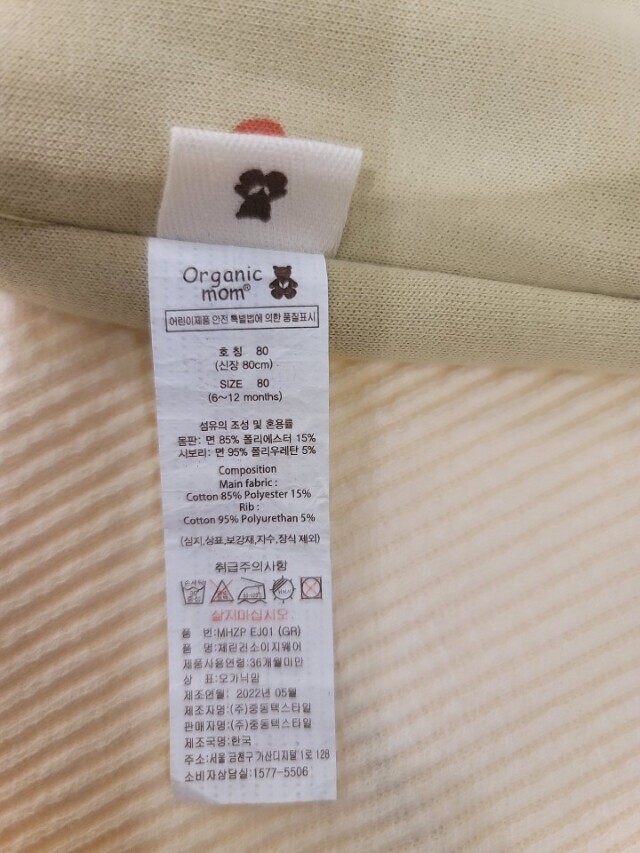 Organic
mom®
어린이제품 안전 특별법에 의한 품질표시
호 칭 80
(신장 80cm)
SIZE 80
(6~12 months)
섬유의 조성 및 혼용률
몸판: 면 85% 폴리에스터 15%
시보리: 면 95% 폴리우레탄 5%
Composition
Main fabric :
Cotton 85% Polyester 15%
Rib :
Cotton 95% Polyurethan 5%
(심지,상표,보강재,자수,장식 제외)
취급주의사항
삶지마십시오
품 번:MHZP EJ01 (GR)
품 명:제린건소이지웨어
제품사용연령:36개월미만
상 표:오가닉맘
제조연월: 2022년 05월
제조자명:(주)중동텍스타일
판매자명:(주)중동텍스타일
제조국명:한국
주소:서울 금천구 가산디지털1로 128
소비자상담실:1577-5506